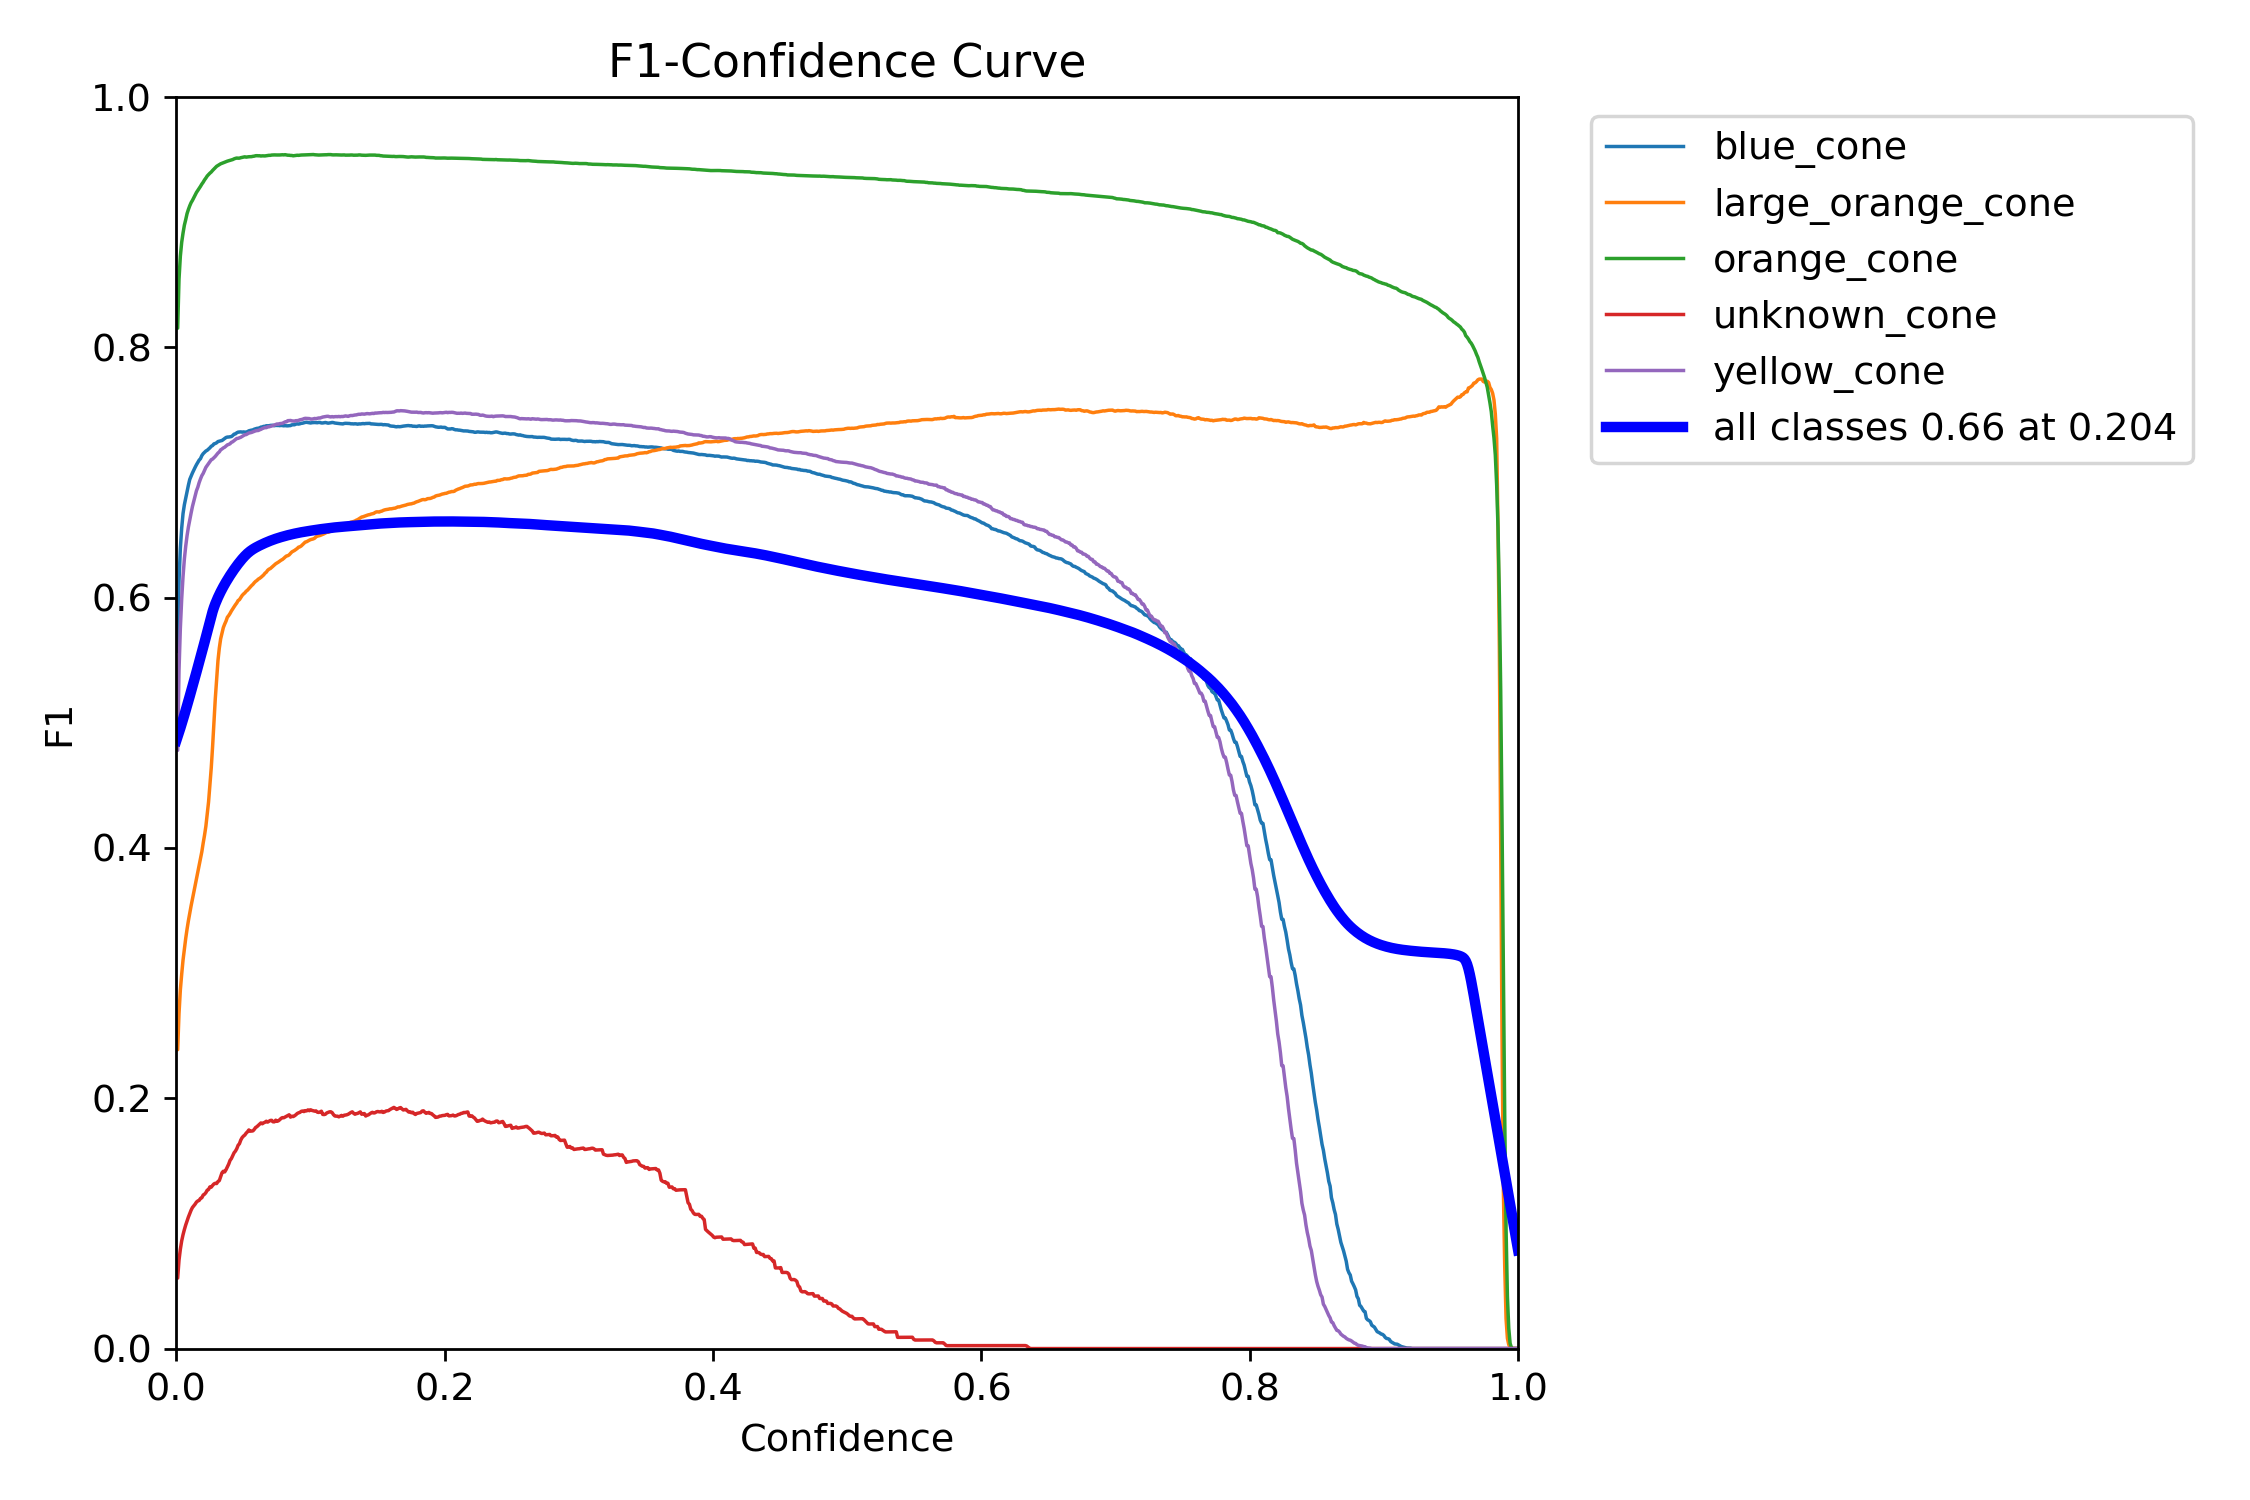 F1-Confidence Curve
1.0
0.8
0.6
0.4
0.2
0.0
F1
0.0 0.2 0.4 0.6 0.8 1.0
Confidence
blue_cone
large_orange_cone
orange_cone
unknown_cone
yellow_cone
all classes 0.66 at 0.204